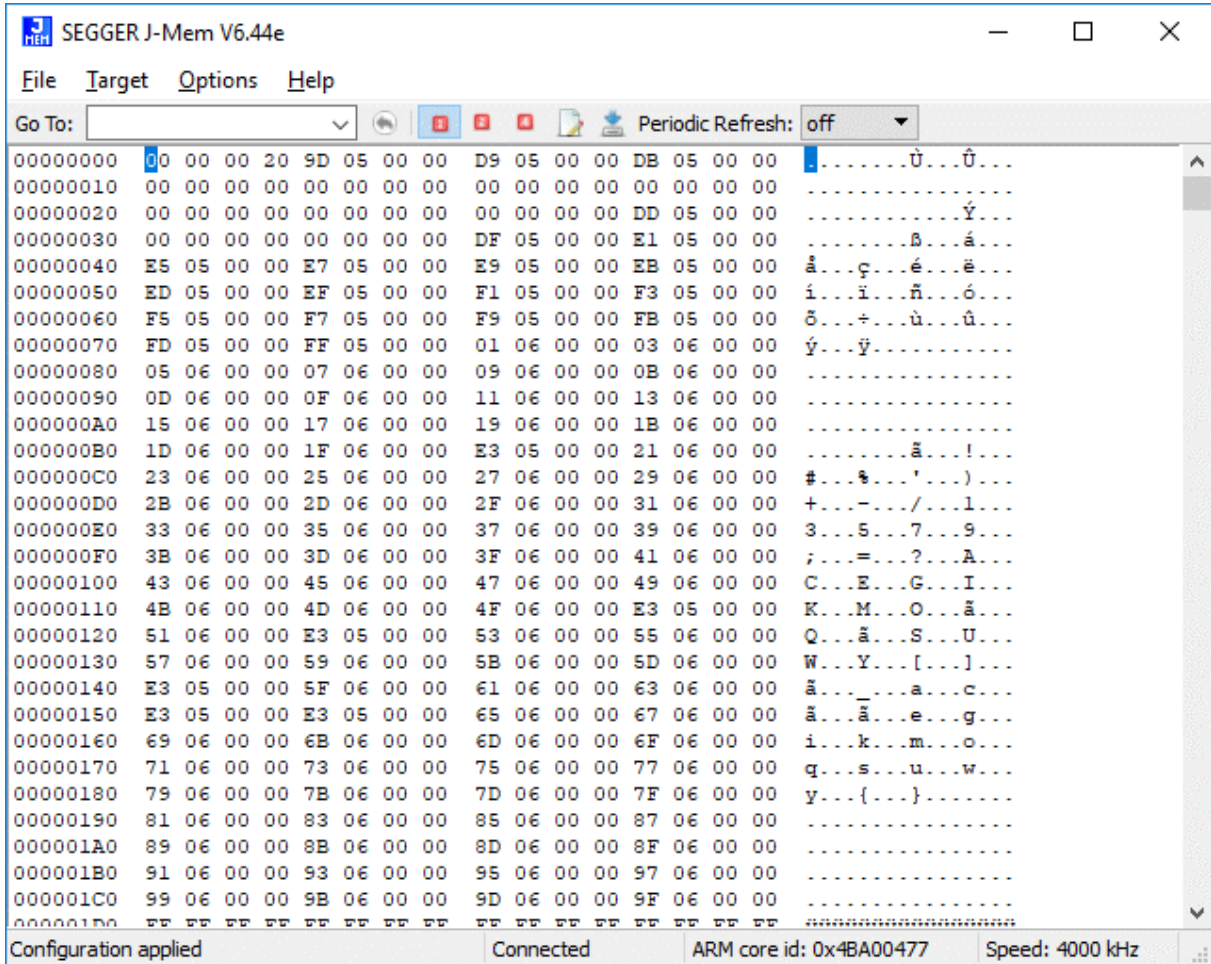 SEGGER J-Mem V6.44e
File Target Options Help
Go To: Periodic Refresh: off
00000000 00 00 00 20 9D 05 00 00 D9 05 00 00 DB 05 00 00 ........Ù...Û...
00000010 00 00 00 00 00 00 00 00 00 00 00 00 00 00 00 00 ................
00000020 00 00 00 00 00 00 00 00 00 00 00 00 DD 05 00 00 ............Ý...
00000030 00 00 00 00 00 00 00 00 DF 05 00 00 E1 05 00 00 ........ß...á...
00000040 E5 05 00 00 E7 05 00 00 E9 05 00 00 EB 05 00 00 å...ç...é...ë...
00000050 ED 05 00 00 EF 05 00 00 F1 05 00 00 F3 05 00 00 í...ï...ñ...ó...
00000060 F5 05 00 00 F7 05 00 00 F9 05 00 00 FB 05 00 00 õ...÷...ù...û...
00000070 FD 05 00 00 FF 05 00 00 01 06 00 00 03 06 00 00 ý...ÿ...........
00000080 05 06 00 00 07 06 00 00 09 06 00 00 0B 06 00 00 ................
00000090 0D 06 00 00 0F 06 00 00 11 06 00 00 13 06 00 00 ................
000000A0 15 06 00 00 17 06 00 00 19 06 00 00 1B 06 00 00 ................
000000B0 1D 06 00 00 1F 06 00 00 E3 05 00 00 21 06 00 00 ........ã...!...
000000C0 23 06 00 00 25 06 00 00 27 06 00 00 29 06 00 00 #...%...'...)...
000000D0 2B 06 00 00 2D 06 00 00 2F 06 00 00 31 06 00 00 +...-.../...1...
000000E0 33 06 00 00 35 06 00 00 37 06 00 00 39 06 00 00 3...5...7...9...
000000F0 3B 06 00 00 3D 06 00 00 3F 06 00 00 41 06 00 00 ;...=...?...A...
00000100 43 06 00 00 45 06 00 00 47 06 00 00 49 06 00 00 C...E...G...I...
00000110 4B 06 00 00 4D 06 00 00 4F 06 00 00 E3 05 00 00 K...M...O...ã...
00000120 51 06 00 00 E3 05 00 00 53 06 00 00 55 06 00 00 Q...ã...S...U...
00000130 57 06 00 00 59 06 00 00 5B 06 00 00 5D 06 00 00 W...Y...[...]...
00000140 E3 05 00 00 5F 06 00 00 61 06 00 00 63 06 00 00 ã..._...a...c...
00000150 E3 05 00 00 E3 05 00 00 65 06 00 00 67 06 00 00 ã...ã...e...g...
00000160 69 06 00 00 6B 06 00 00 6D 06 00 00 6F 06 00 00 i...k...m...o...
00000170 71 06 00 00 73 06 00 00 75 06 00 00 77 06 00 00 q...s...u...w...
00000180 79 06 00 00 7B 06 00 00 7D 06 00 00 7F 06 00 00 y...{...}.......
00000190 81 06 00 00 83 06 00 00 85 06 00 00 87 06 00 00 ................
000001A0 89 06 00 00 8B 06 00 00 8D 06 00 00 8F 06 00 00 ................
000001B0 91 06 00 00 93 06 00 00 95 06 00 00 97 06 00 00 ................
000001C0 99 06 00 00 9B 06 00 00 9D 06 00 00 9F 06 00 00 ................
000001D0 FF FF FF FF FF FF FF FF FF FF FF FF FF FF FF FF ÿÿÿÿÿÿÿÿÿÿÿÿÿÿÿÿ
Configuration applied Connected ARM core id: 0x4BA00477 Speed: 4000 kHz